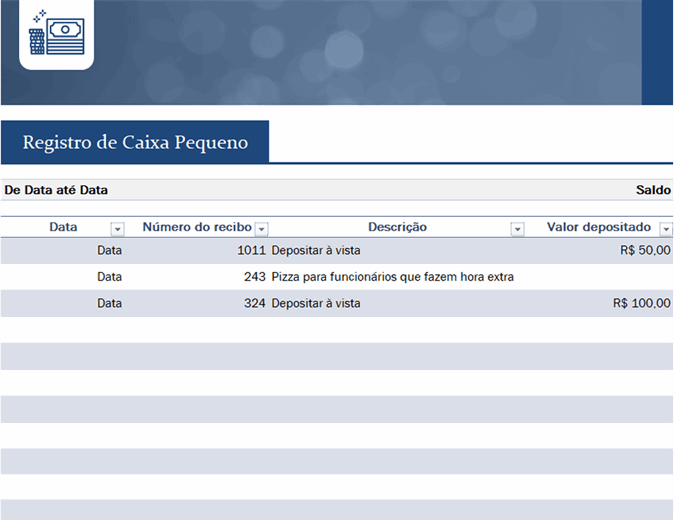 Registro de Caixa Pequeno
De Data até Data Saldo
Data Número do recibo Descrição Valor depositado
Data 1011 Depositar à vista R$ 50,00
Data 243 Pizza para funcionários que fazem hora extra
Data 324 Depositar à vista R$ 100,00